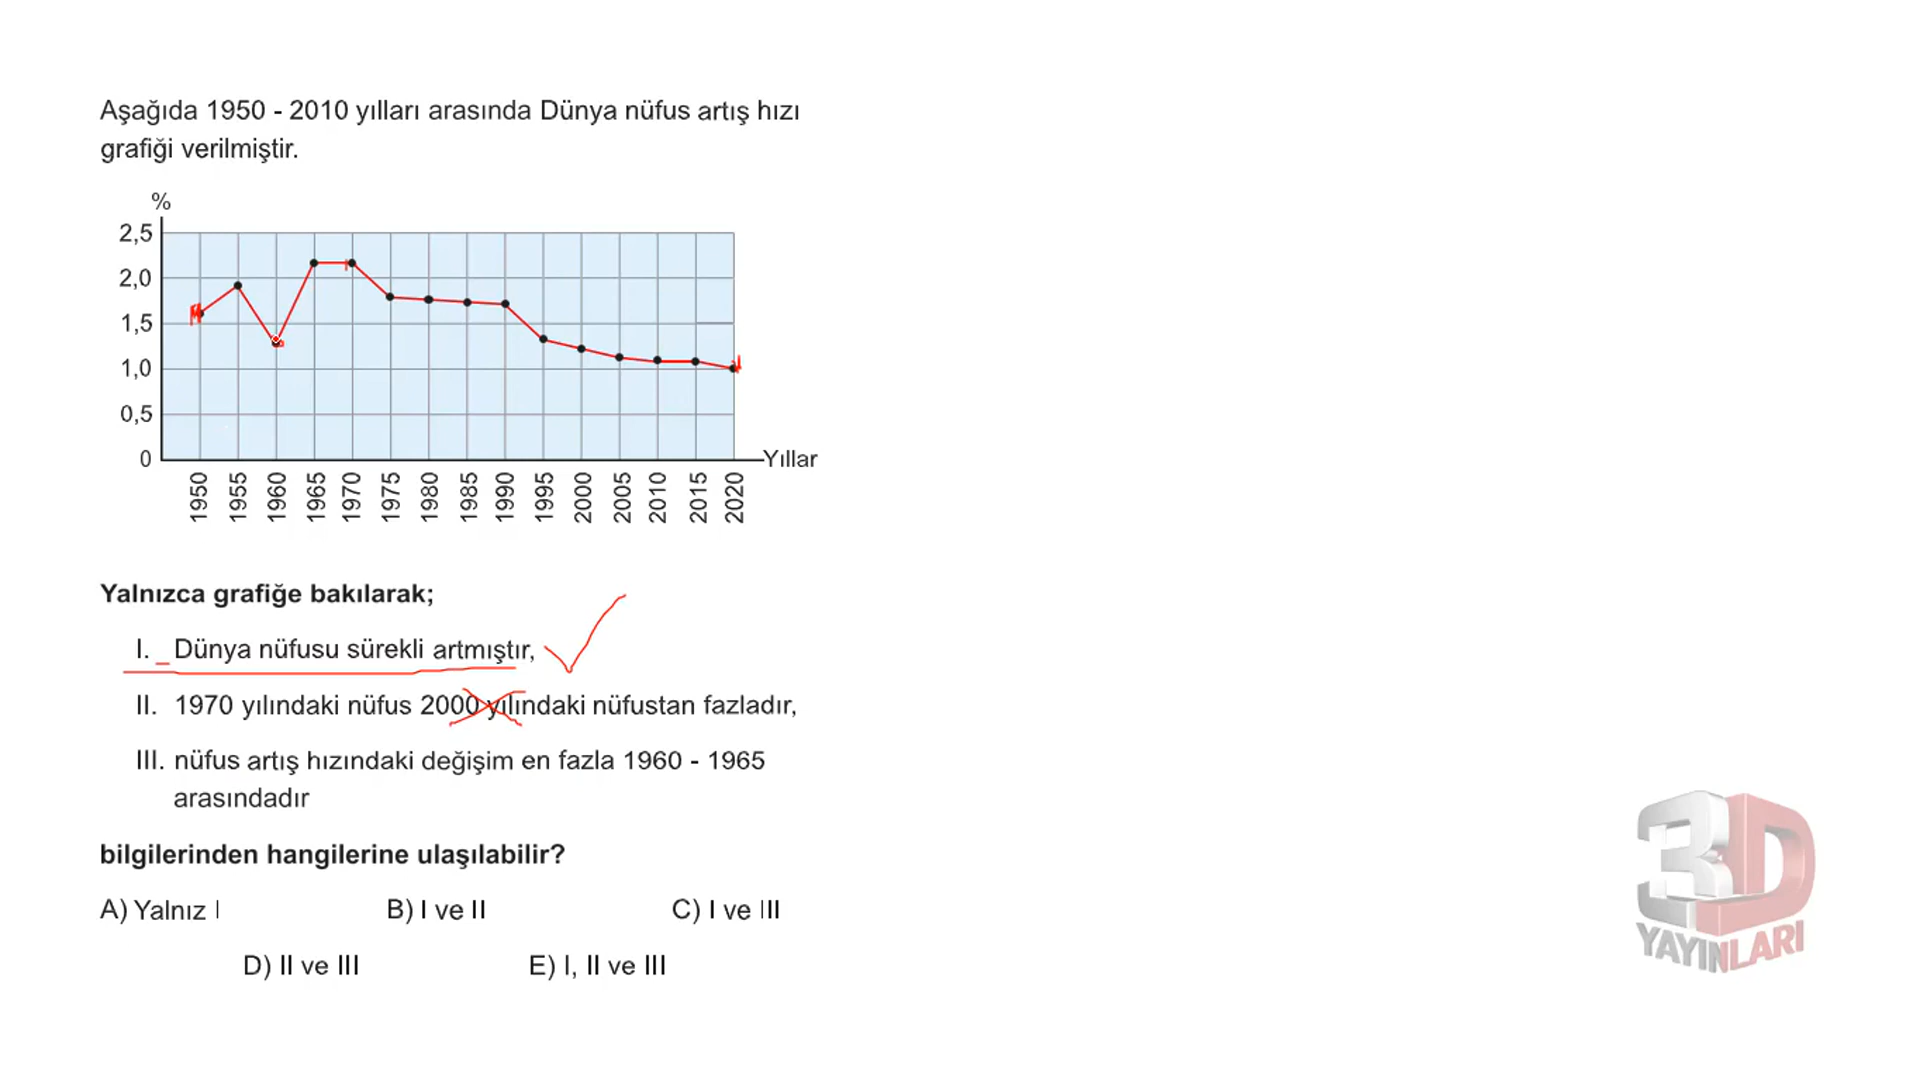 Aşağıda 1950 - 2010 yılları arasında Dünya nüfus artış hızı
grafiği verilmiştir.
%
2,5
2,0
1,5
1,0
0,5
0
Yıllar
1950 1955 1960 1965 1970 1975 1980 1985 1990 1995 2000 2005 2010 2015 2020
Yalnızca grafiğe bakılarak;
I. Dünya nüfusu sürekli artmıştır,
II. 1970 yılındaki nüfus 2000 yılındaki nüfustan fazladır,
III. nüfus artış hızındaki değişim en fazla 1960 - 1965
arasındadır
bilgilerinden hangilerine ulaşılabilir?
A) Yalnız I B) I ve II C) I ve III
D) II ve III E) I, II ve III
3D
YAYINLARI